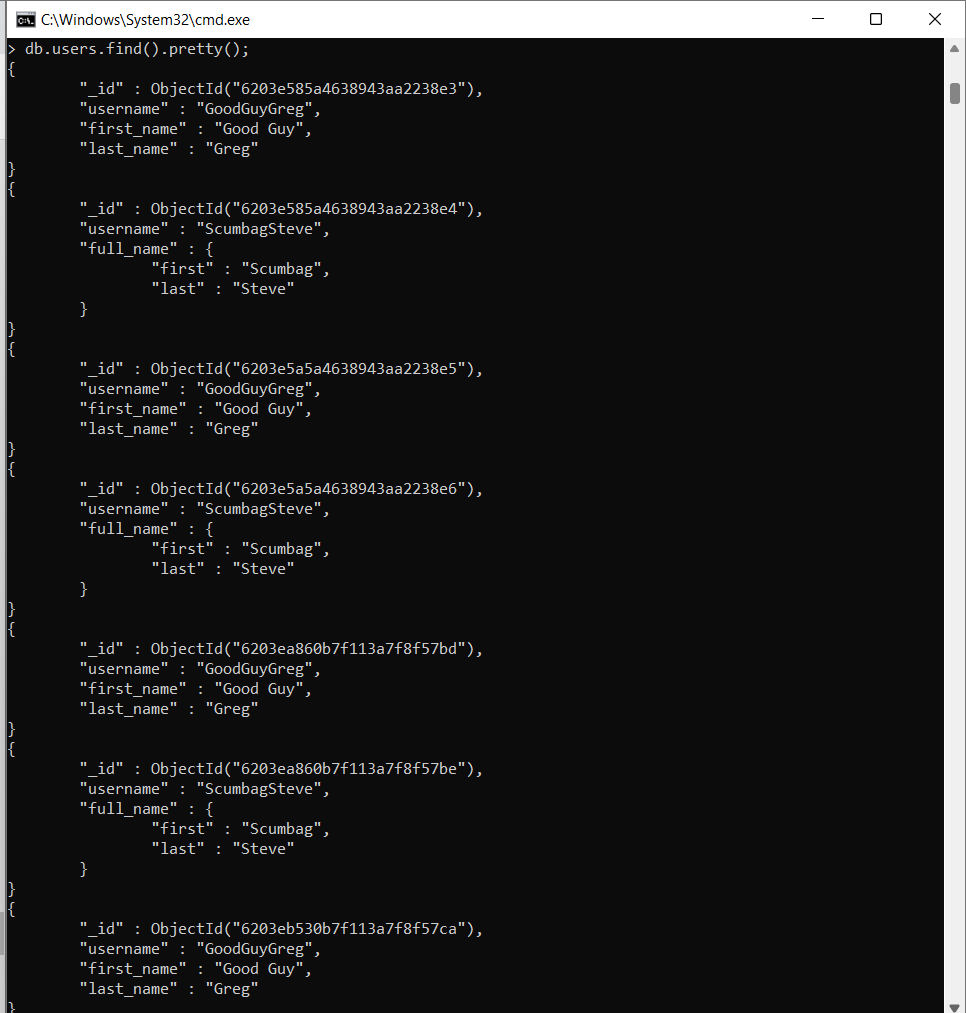 C:\Windows\System32\cmd.exe
> db.users.find().pretty();
{
        "_id" : ObjectId("6203e585a4638943aa2238e3"),
        "username" : "GoodGuyGreg",
        "first_name" : "Good Guy",
        "last_name" : "Greg"
}
{
        "_id" : ObjectId("6203e585a4638943aa2238e4"),
        "username" : "ScumbagSteve",
        "full_name" : {
                "first" : "Scumbag",
                "last" : "Steve"
        }
}
{
        "_id" : ObjectId("6203e5a5a4638943aa2238e5"),
        "username" : "GoodGuyGreg",
        "first_name" : "Good Guy",
        "last_name" : "Greg"
}
{
        "_id" : ObjectId("6203e5a5a4638943aa2238e6"),
        "username" : "ScumbagSteve",
        "full_name" : {
                "first" : "Scumbag",
                "last" : "Steve"
        }
}
{
        "_id" : ObjectId("6203ea860b7f113a7f8f57bd"),
        "username" : "GoodGuyGreg",
        "first_name" : "Good Guy",
        "last_name" : "Greg"
}
{
        "_id" : ObjectId("6203ea860b7f113a7f8f57be"),
        "username" : "ScumbagSteve",
        "full_name" : {
                "first" : "Scumbag",
                "last" : "Steve"
        }
}
{
        "_id" : ObjectId("6203eb530b7f113a7f8f57ca"),
        "username" : "GoodGuyGreg",
        "first_name" : "Good Guy",
        "last_name" : "Greg"
}